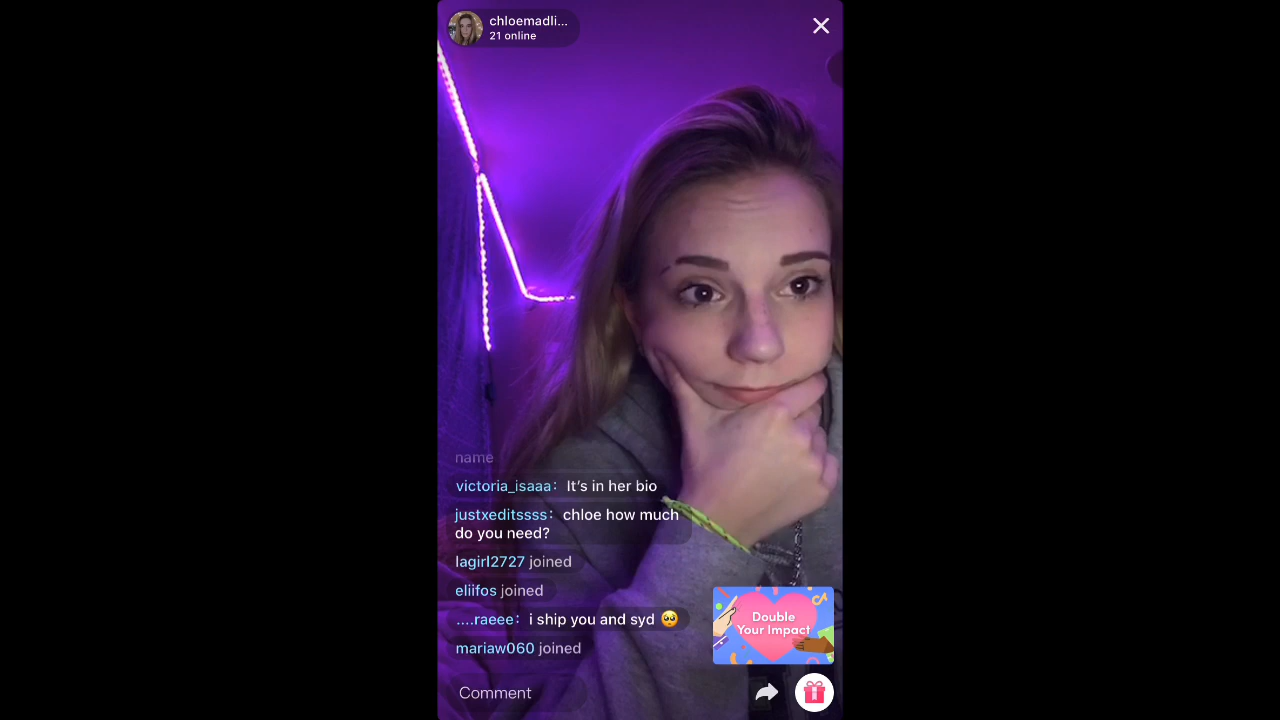 chloemadli...
21 online
name
victoria_isaaa: It's in her bio
justxeditssss: chloe how much
do you need?
lagirl2727 joined
eliifos joined
....raeee: i ship you and syd 🥺
mariaw060 joined
Double
Your Impact
Comment